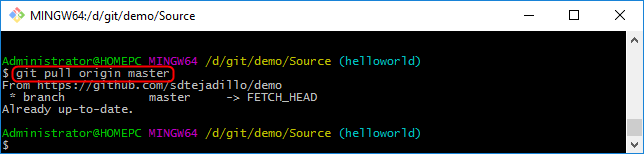 MINGW64:/d/git/demo/Source
Administrator@HOMEPC MINGW64 /d/git/demo/Source (helloworld)
$ git pull origin master
From https://github.com/sdtejadillo/demo
 * branch            master     -> FETCH_HEAD
Already up-to-date.
Administrator@HOMEPC MINGW64 /d/git/demo/Source (helloworld)
$